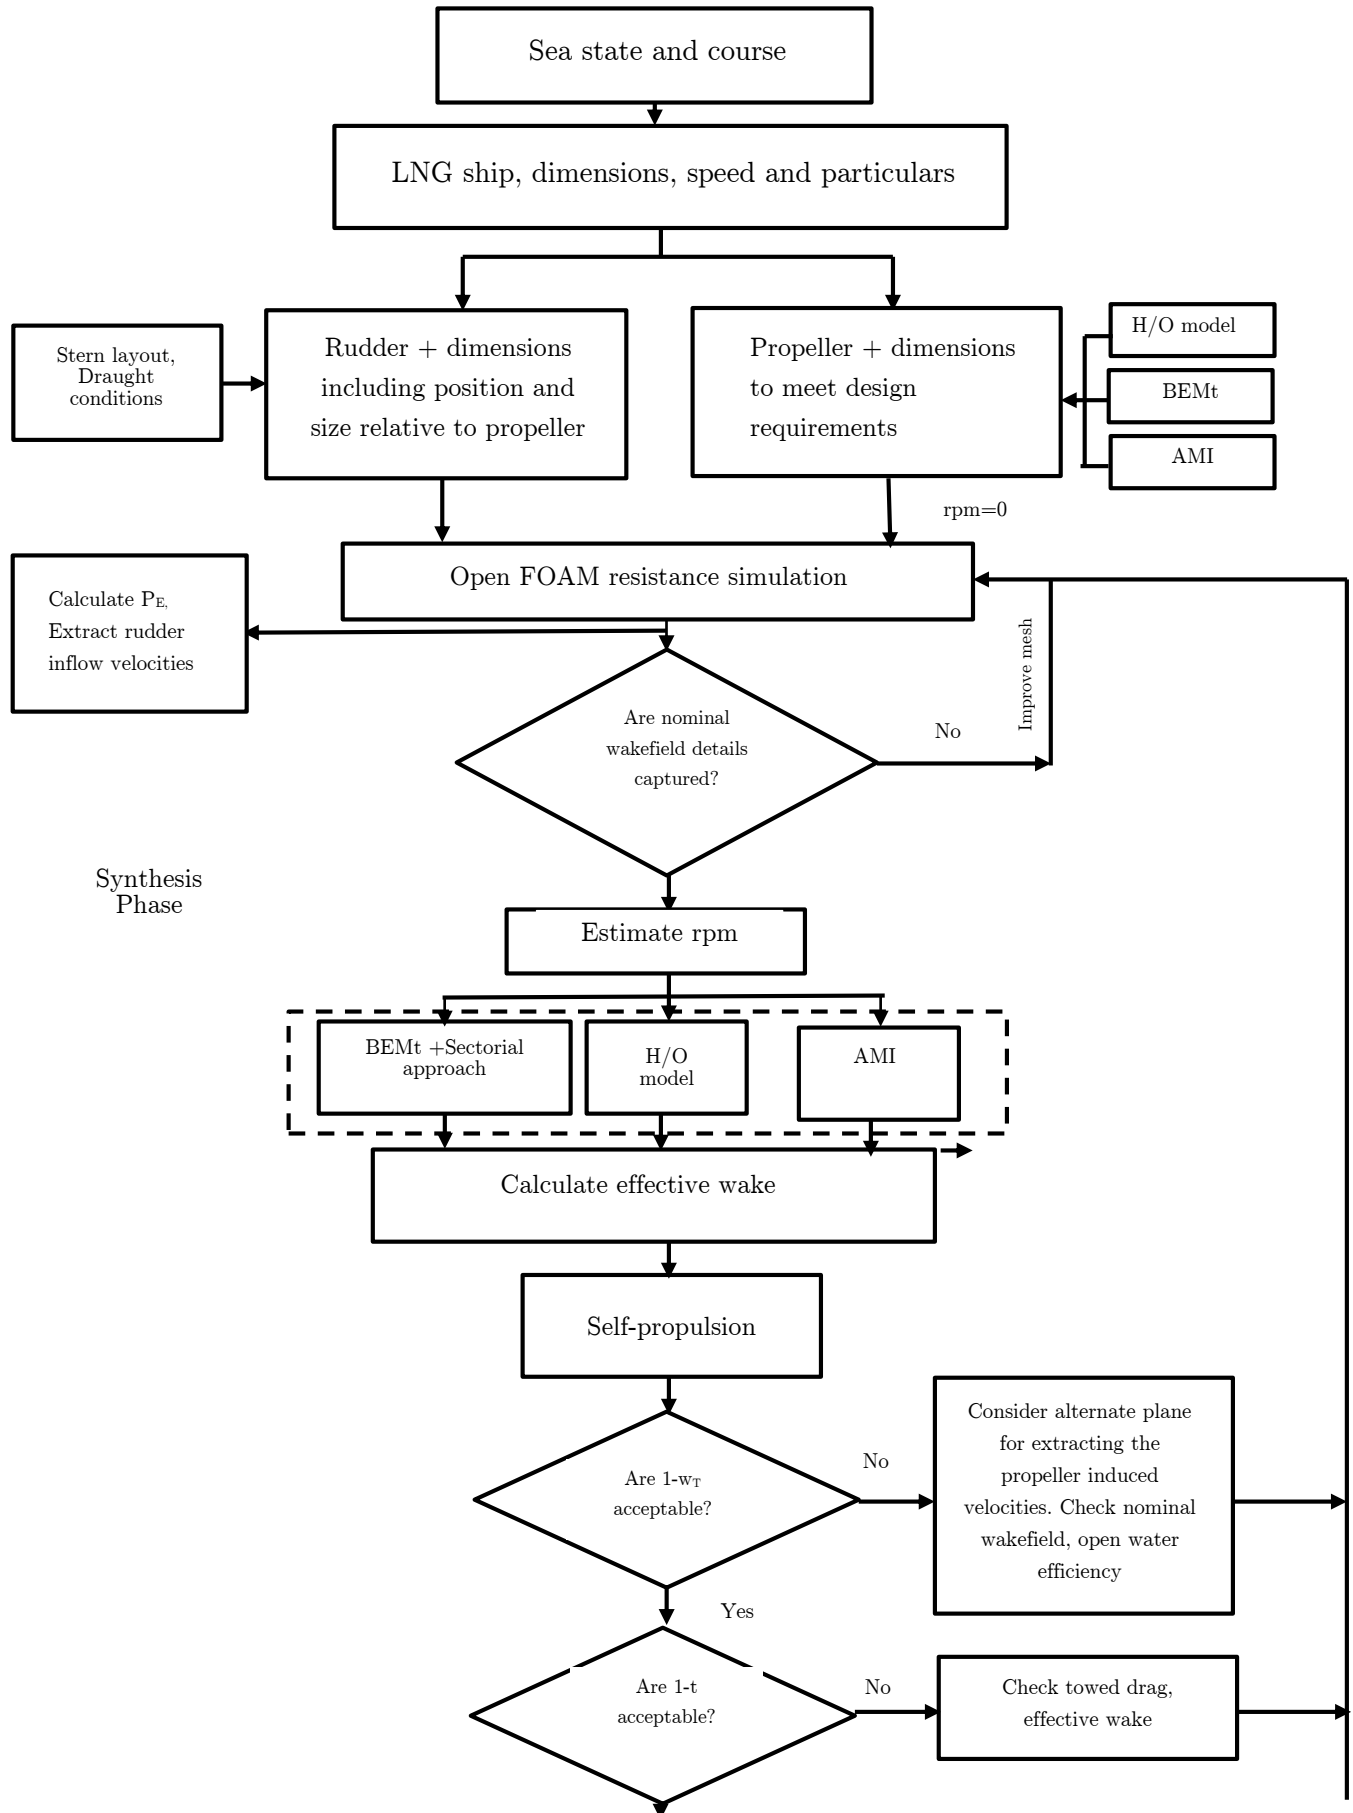 Sea state and course
LNG ship, dimensions, speed and particulars
Stern layout,
Draught
conditions
Rudder + dimensions
including position and
size relative to propeller
Propeller + dimensions
to meet design
requirements
H/O model
BEMt
AMI
rpm=0
Open FOAM resistance simulation
Calculate PE,
Extract rudder
inflow velocities
Improve mesh
Are nominal
wakefield details
captured?
No
Synthesis
Phase
Estimate rpm
BEMt +Sectorial
approach
H/O
model
AMI
Calculate effective wake
Self-propulsion
Are 1-wT
acceptable?
No
Consider alternate plane
for extracting the
propeller induced
velocities. Check nominal
wakefield, open water
efficiency
Yes
Are 1-t
acceptable?
No
Check towed drag,
effective wake